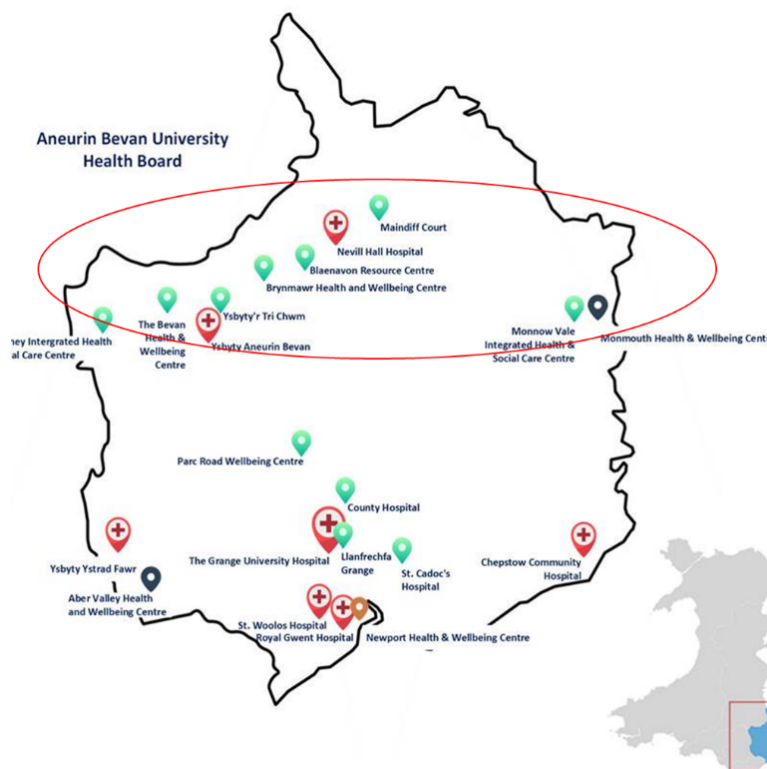 Aneurin Bevan University
Health Board
Maindiff Court
Nevill Hall Hospital
Blaenavon Resource Centre
Brynmawr Health and Wellbeing Centre
Ysbyty'r Tri Chwm
Ysbyty Aneurin Bevan
The Bevan
Health &
Wellbeing
Centre
ney Intergrated Health
al Care Centre
Monnow Vale
Integrated Health &
Social Care Centre
Monmouth Health & Wellbeing Cent
Parc Road Wellbeing Centre
County Hospital
The Grange University Hospital
Llanfrechfa
Grange
St. Cadoc's
Hospital
Chepstow Community
Hospital
Ysbyty Ystrad Fawr
Aber Valley Health
and Wellbeing Centre
St. Woolos Hospital
Royal Gwent Hospital
Newport Health & Wellbeing Centre